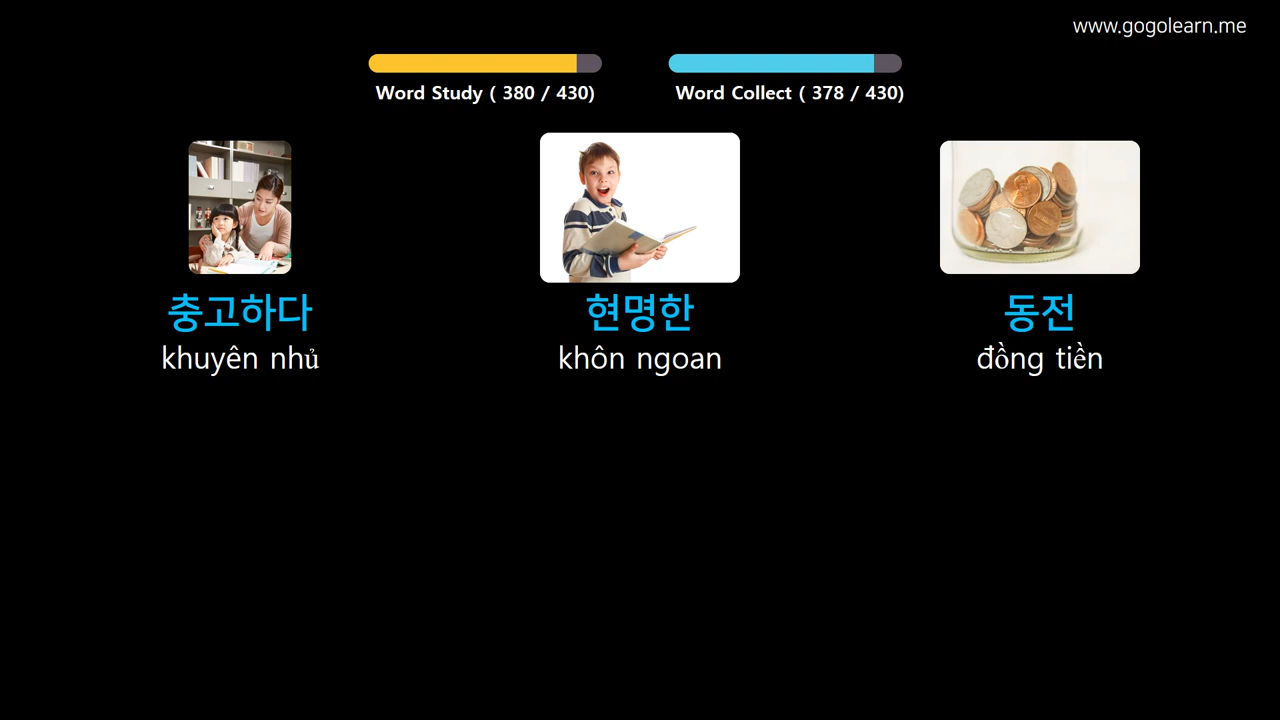 www.gogolearn.me
Word Study ( 380 / 430)
Word Collect ( 378 / 430)
충고하다
현명한
동전
khuyên nhủ
khôn ngoan
đồng tiền